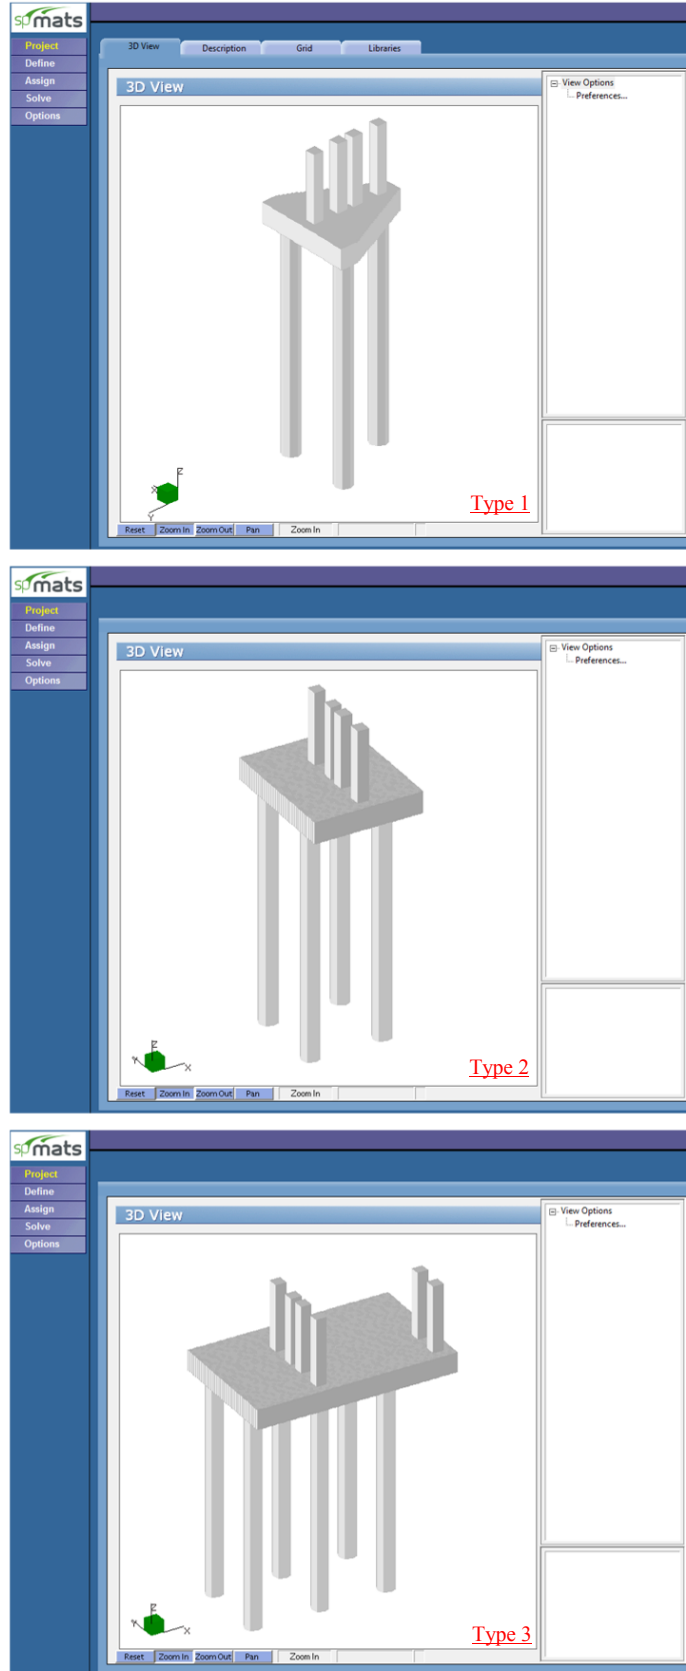 spmats
Project
Define
Assign
Solve
Options
3D View
Description
Grid
Libraries
3D View
View Options
Preferences...
Z
X
Y
Type 1
Reset
Zoom In
Zoom Out
Pan
Zoom In
spmats
Project
Define
Assign
Solve
Options
3D View
View Options
Preferences...
Z
Y
X
Type 2
Reset
Zoom In
Zoom Out
Pan
Zoom In
spmats
Project
Define
Assign
Solve
Options
3D View
View Options
Preferences...
Z
Y
X
Type 3
Reset
Zoom In
Zoom Out
Pan
Zoom In